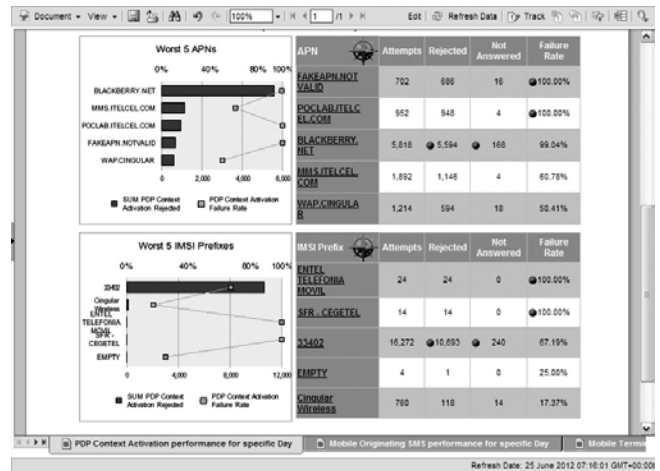 Document
View
100%
1 /1
Edit
Refresh Data
Track
Worst 5 APNs
0% 40% 80% 100%
BLACKBERRY.NET
MMS.ITELCEL.COM
POCLAB.ITELCEL.COM
FAKEAPN.NOTVALID
WAP.CINGULAR
0 2,000 4,000 6,000
SUM PDP Context Activation Rejected
PDP Context Activation Failure Rate
APN Attempts Rejected Not Answered Failure Rate
FAKEAPN.NOT
VALID 702 686 16 100.00%
POCLAB.ITELC
EL.COM 952 948 4 100.00%
BLACKBERRY.
NET 5,818 5,594 168 99.04%
MMS.ITELCEL.
COM 1,892 1,146 4 60.78%
WAP.CINGULA
R 1,214 594 18 50.41%
Worst 5 IMSI Prefixes
0% 40% 80% 100%
33402
Cingular Wireless
ENTEL TELEFONIA MOVIL
SFR - CEGETEL
EMPTY
0 4,000 8,000 12,000
SUM PDP Context Activation Rejected
PDP Context Activation Failure Rate
IMSI Prefix Attempts Rejected Not Answered Failure Rate
ENTEL
TELEFONIA
MOVIL 24 24 0 100.00%
SFR - CEGETEL 14 14 0 100.00%
33402 16,272 10,693 240 67.19%
EMPTY 4 1 0 25.00%
Cingular
Wireless 760 118 14 17.37%
PDP Context Activation performance for specific Day
Mobile Originating SMS performance for specific Day
Mobile Termin
Refresh Date: 25 June 2012 07:16:01 GMT+00:00